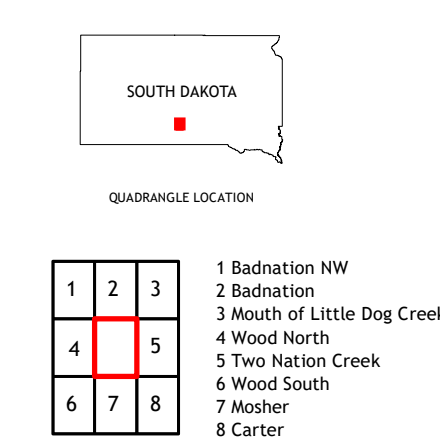 SOUTH DAKOTA
QUADRANGLE LOCATION
1 2 3
4 5
6 7 8
1 Badnation NW
2 Badnation
3 Mouth of Little Dog Creek
4 Wood North
5 Two Nation Creek
6 Wood South
7 Mosher
8 Carter